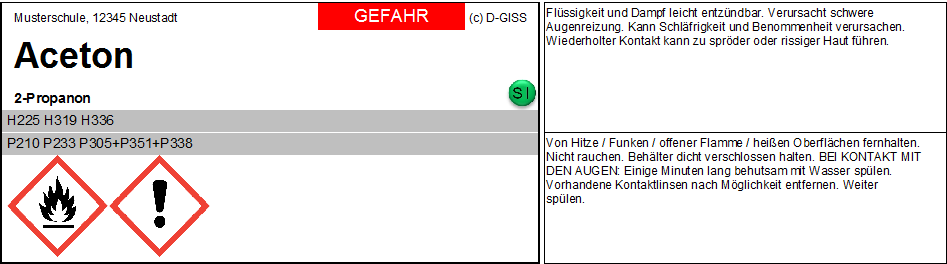 Musterschule, 12345 Neustadt
GEFAHR
(c) D-GISS
Aceton
2-Propanon
S I
H225 H319 H336
P210 P233 P305+P351+P338
Flüssigkeit und Dampf leicht entzündbar. Verursacht schwere
Augenreizung. Kann Schläfrigkeit und Benommenheit verursachen.
Wiederholter Kontakt kann zu spröder oder rissiger Haut führen.
Von Hitze / Funken / offener Flamme / heißen Oberflächen fernhalten.
Nicht rauchen. Behälter dicht verschlossen halten. BEI KONTAKT MIT
DEN AUGEN: Einige Minuten lang behutsam mit Wasser spülen.
Vorhandene Kontaktlinsen nach Möglichkeit entfernen. Weiter
spülen.